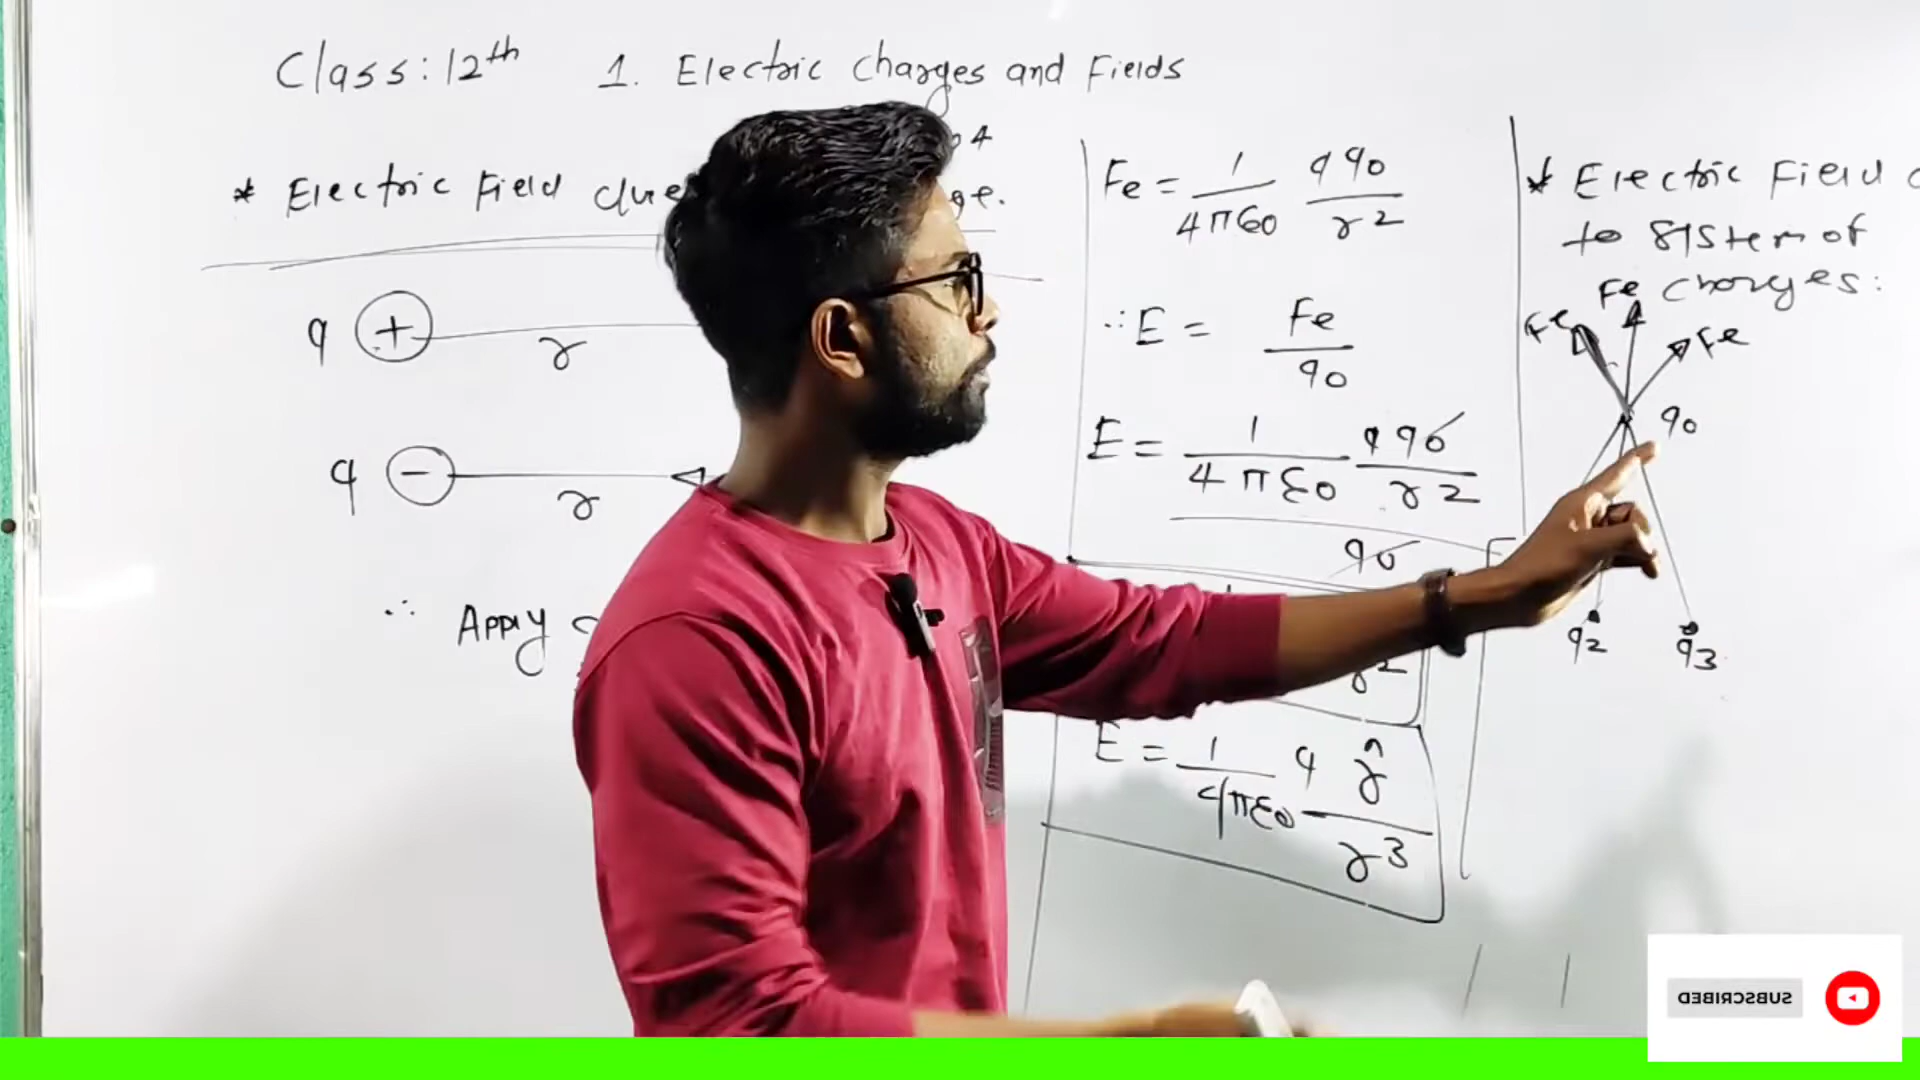 Class: 12th 1. Electric Charges and Fields
* Electric Field
ge.
q + r
q - r
∴ Apply
Fe = 1/4πϵ0 qq0/r2
∴ E = Fe/q0
E = 1/4πε0 qq0/r2
q0
r2
E = 1/4πε0 q r̂/r3
* Electric Field
to system of
charges:
Fe
Fe
Fe
q0
q2 q3
SUBSCRIBED